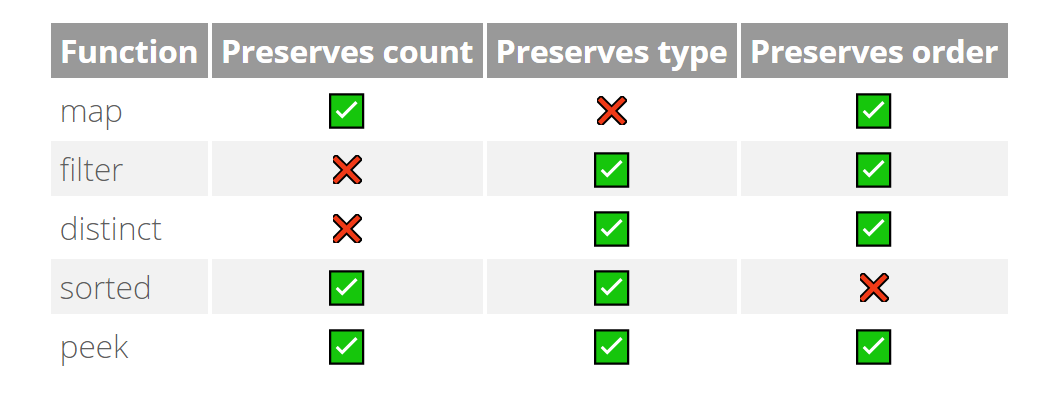 Function Preserves count Preserves type Preserves order
map ✅ ❌ ✅
filter ❌ ✅ ✅
distinct ❌ ✅ ✅
sorted ✅ ✅ ❌
peek ✅ ✅ ✅